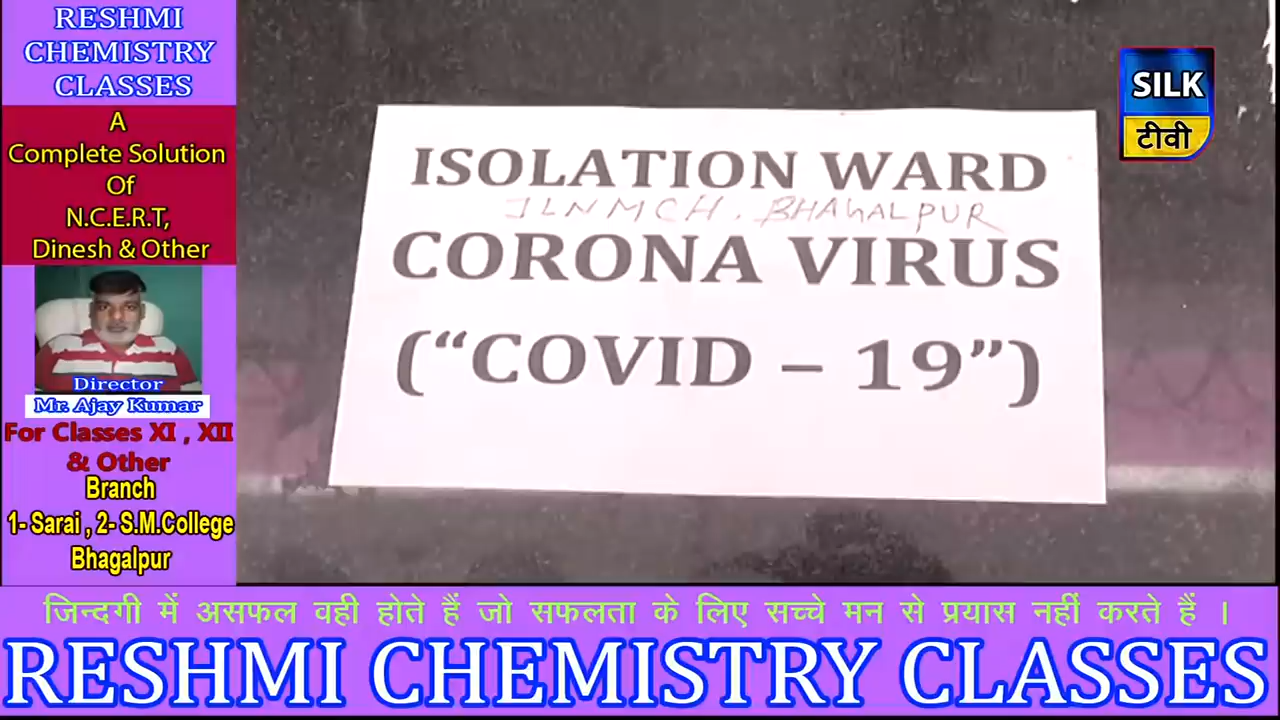 RESHMI
CHEMISTRY
CLASSES
A
Complete Solution
Of
N.C.E.R.T,
Dinesh & Other
Director
Mr. Ajay Kumar
For Classes XI , XII
& Other
Branch
1- Sarai , 2- S.M.College
Bhagalpur
ISOLATION WARD
JLNMCH. BHAGALPUR
CORONA VIRUS
(“COVID – 19”)
SILK
टीवी
जिन्दगी में असफल वही होते हैं जो सफलता के लिए सच्चे मन से प्रयास नहीं करते हैं ।
RESHMI CHEMISTRY CLASSES